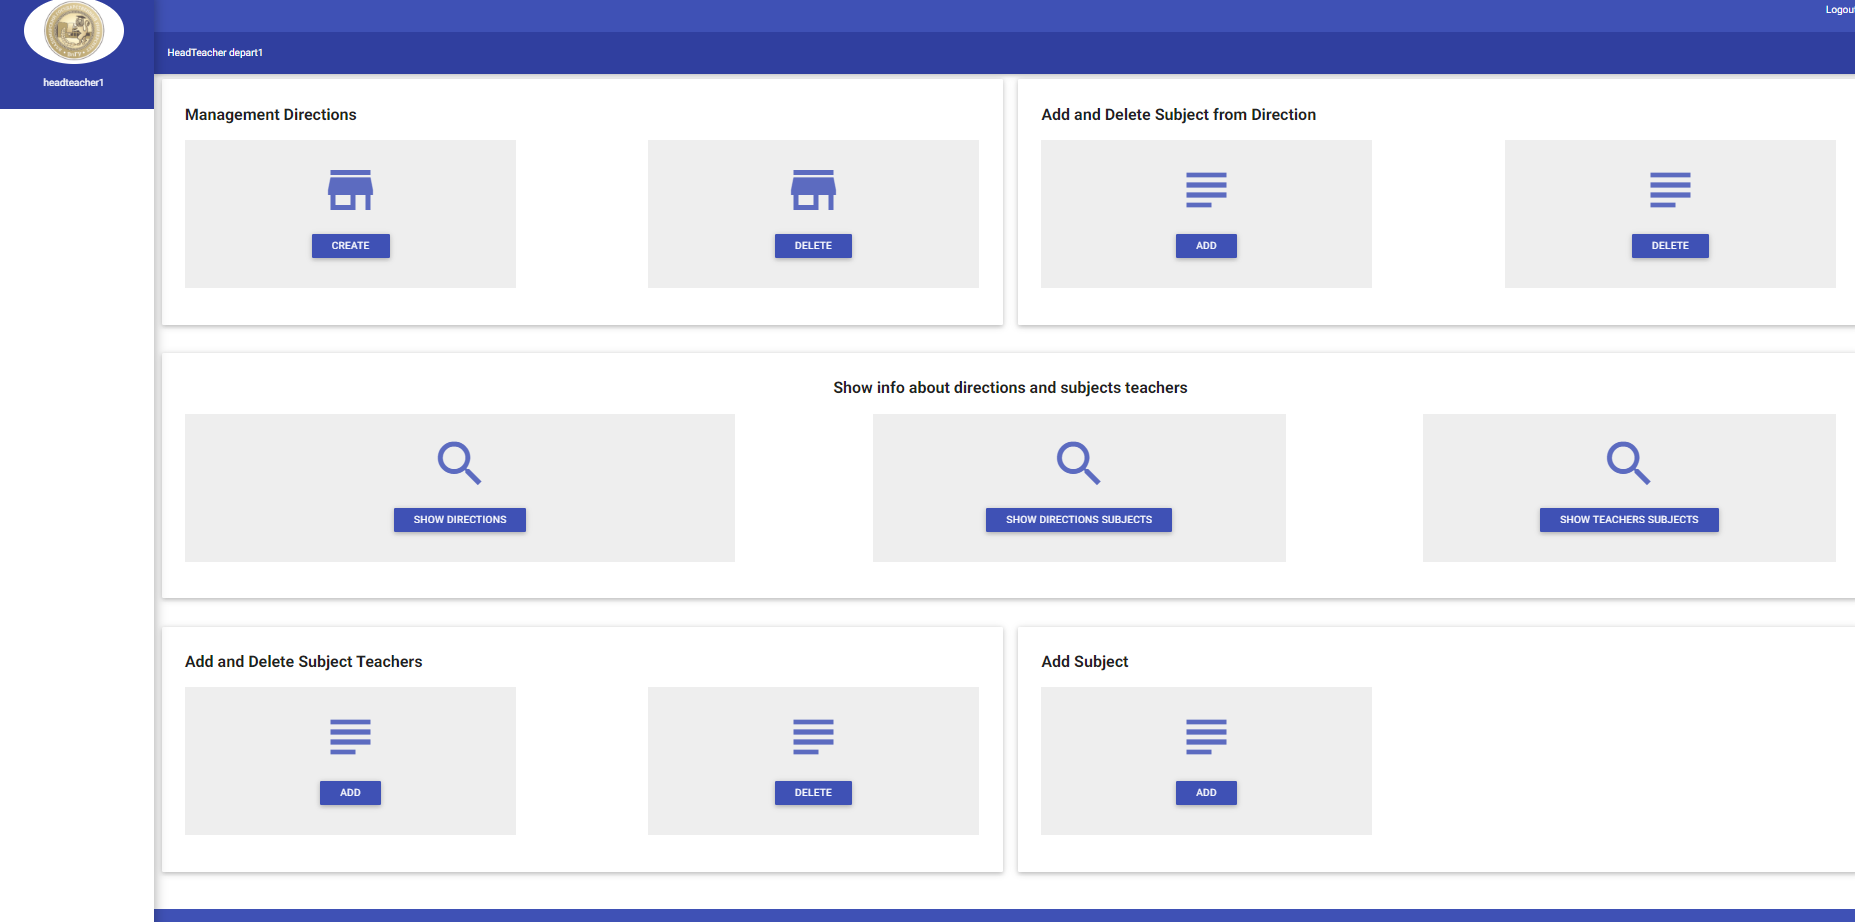 Logout
HeadTeacher depart1
headteacher1
Management Directions
CREATE
DELETE
Add and Delete Subject from Direction
ADD
DELETE
Show info about directions and subjects teachers
SHOW DIRECTIONS
SHOW DIRECTIONS SUBJECTS
SHOW TEACHERS SUBJECTS
Add and Delete Subject Teachers
ADD
DELETE
Add Subject
ADD